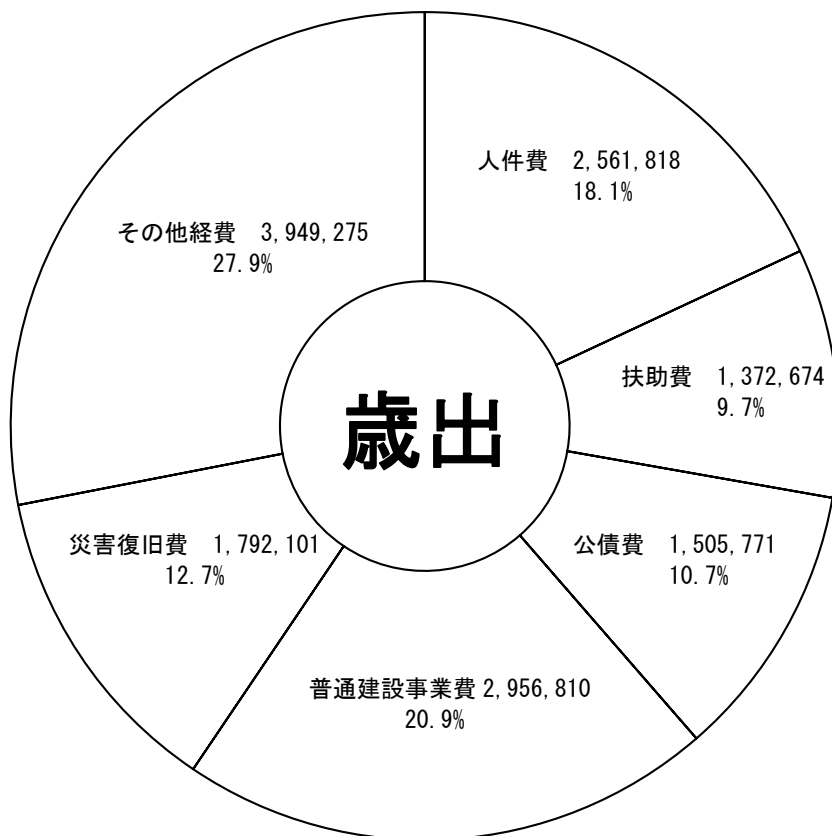 人件費 2,561,818
18.1%
その他経費 3,949,275
27.9%
扶助費 1,372,674
9.7%
歳出
災害復旧費 1,792,101
12.7%
公債費 1,505,771
10.7%
普通建設事業費 2,956,810
20.9%